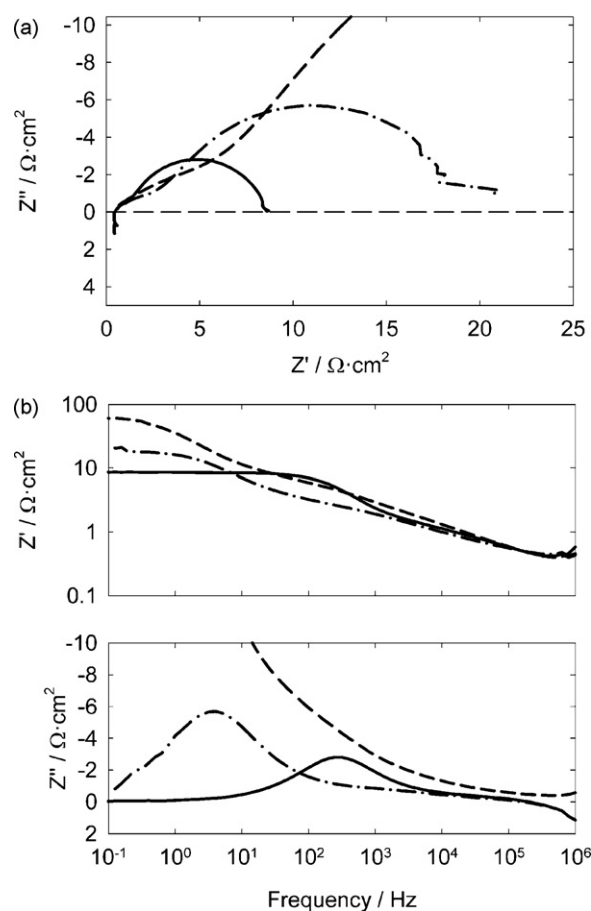 (a)
-10
-8
-6
-4
-2
0
2
4
Z'' / Ω·cm²
0 5 10 15 20 25
Z' / Ω·cm²
(b)
100
10
1
0.1
Z' / Ω·cm²
-10
-8
-6
-4
-2
0
2
Z'' / Ω·cm²
10⁻¹ 10⁰ 10¹ 10² 10³ 10⁴ 10⁵ 10⁶
Frequency / Hz